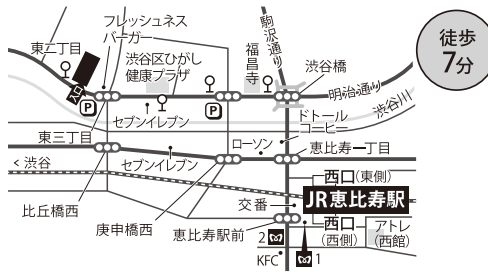 フレッシュネス
バーガー
東二丁目
渋谷区ひがし
健康プラザ
福昌寺
駒沢通り
渋谷橋
徒歩
7分
入口
P
P
セブンイレブン
明治通り
渋谷川
ドトール
コーヒー
東三丁目
ローソン
恵比寿一丁目
< 渋谷
セブンイレブン
西口(東側)
JR恵比寿駅
比丘橋西
庚申橋西
交番
恵比寿駅前
西口
(西側)
アトレ
(西館)
2
KFC
1